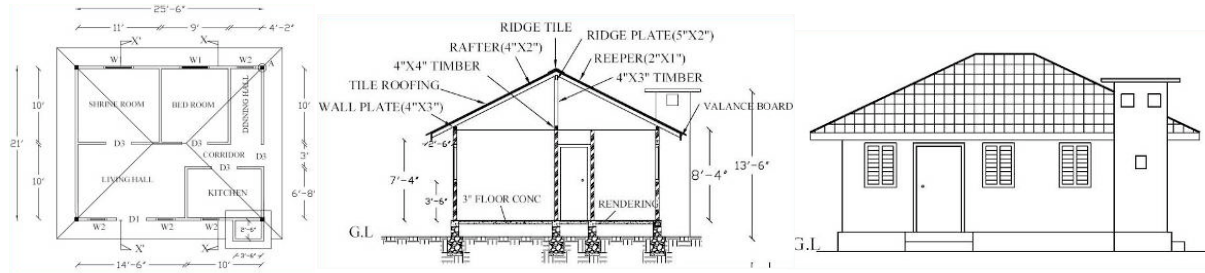 25'-6"
11'
9'
4'-2"
X'
X
W1
W2
A
10'
SHRINE ROOM
BED ROOM
DINNING HALL
10'
21'
D3
D3
CORRIDOR
D3
3'
D3
10'
LIVING HALL
KITCHEN
6'-8"
W2
D1
W2
W2
2'-6"
X'
X
3'-6"
14'-6"
10'
RIDGE TILE
RIDGE PLATE(5"X2")
RAFTER(4"X2")
REEPER(2"X1")
4"X4" TIMBER
4"X3" TIMBER
TILE ROOFING
WALL PLATE(4"X3")
VALANCE BOARD
2'-6"
7'-4"
8'-4"
13'-6"
3'-6"
3" FLOOR CONC
RENDERING
G.L
G.L